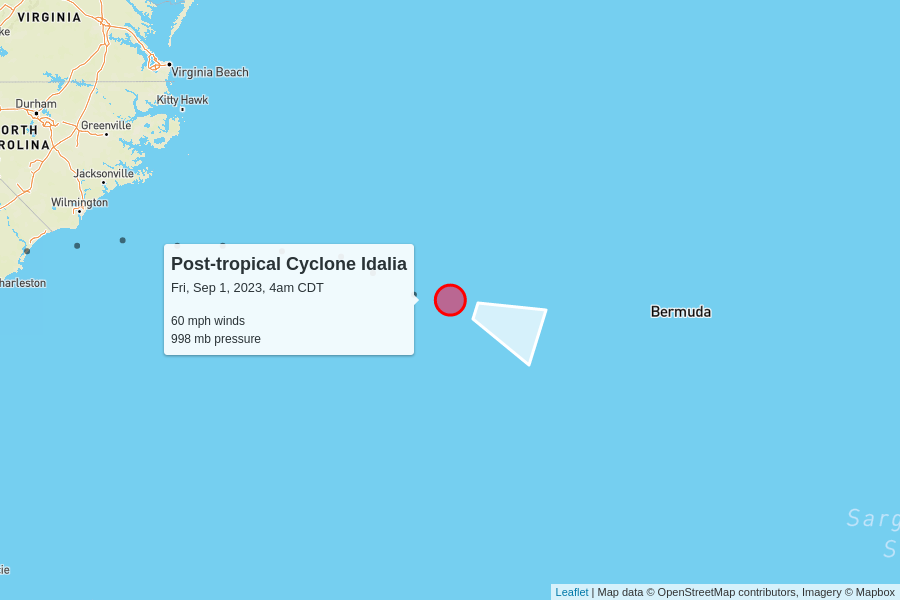 VIRGINIA
ke
Virginia Beach
Durham
Kitty Hawk
Greenville
ORTH
ROLINA
Jacksonville
Wilmington
harleston
Post-tropical Cyclone Idalia
Fri, Sep 1, 2023, 4am CDT
60 mph winds
998 mb pressure
Bermuda
Sarg
S
ie
Leaflet | Map data © OpenStreetMap contributors, Imagery © Mapbox